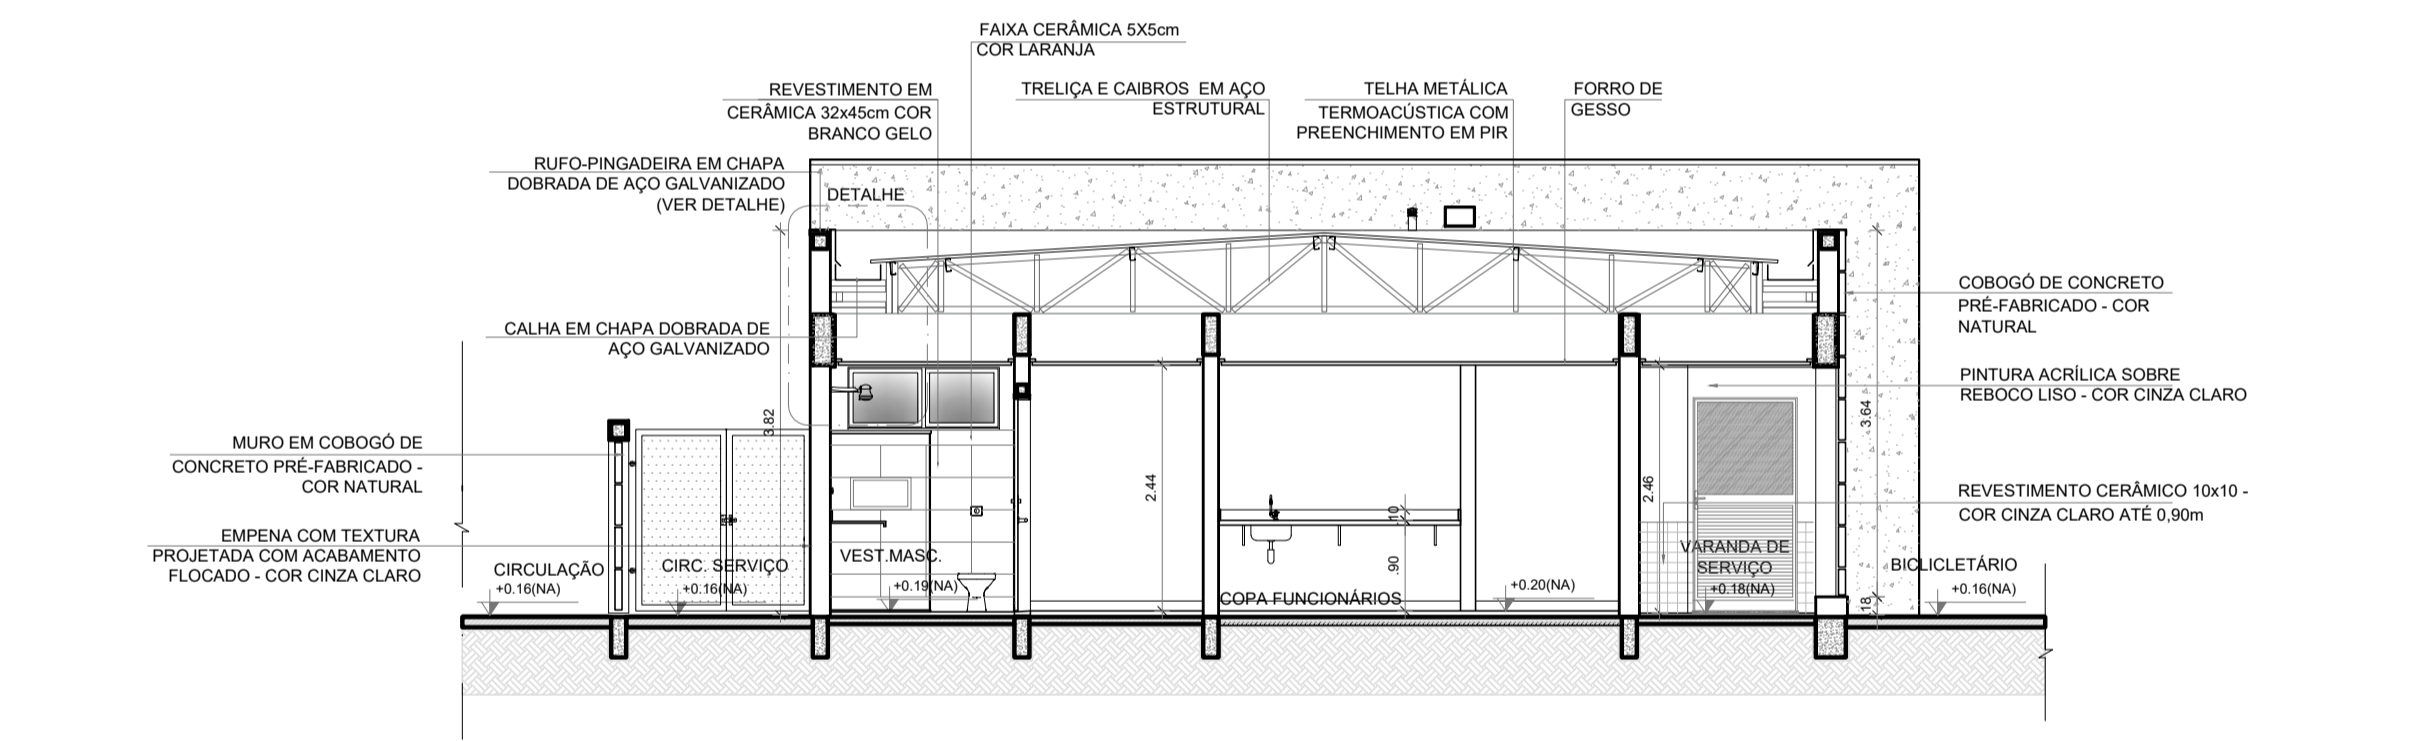 FAIXA CERÂMICA 5X5cm
COR LARANJA
REVESTIMENTO EM
CERÂMICA 32x45cm COR
BRANCO GELO
TRELIÇA E CAIBROS EM AÇO
ESTRUTURAL
TELHA METÁLICA
TERMOACÚSTICA COM
PREENCHIMENTO EM PIR
FORRO DE
GESSO
RUFO-PINGADEIRA EM CHAPA
DOBRADA DE AÇO GALVANIZADO
(VER DETALHE)
DETALHE
COBOGÓ DE CONCRETO
PRÉ-FABRICADO - COR
NATURAL
CALHA EM CHAPA DOBRADA DE
AÇO GALVANIZADO
PINTURA ACRÍLICA SOBRE
REBOCO LISO - COR CINZA CLARO
3.82
3.64
MURO EM COBOGÓ DE
CONCRETO PRÉ-FABRICADO -
COR NATURAL
2.44
2.46
REVESTIMENTO CERÂMICO 10x10 -
COR CINZA CLARO ATÉ 0,90m
.10
EMPENA COM TEXTURA
PROJETADA COM ACABAMENTO
FLOCADO - COR CINZA CLARO
CIRCULAÇÃO
+0.16(NA)
CIRC. SERVIÇO
+0.16(NA)
VEST.MASC.
+0.19(NA)
.90
COPA FUNCIONÁRIOS
+0.20(NA)
VARANDA DE
SERVIÇO
+0.18(NA)
.18
BICLICLETÁRIO
+0.16(NA)